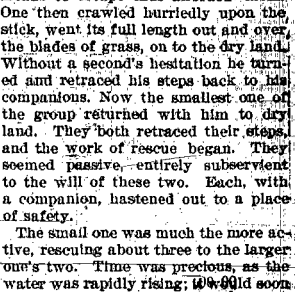 One then crawled hurriedly upon the
stick, went its full length out and over
the blades of grass, on to the dry land.
Without a second's hesitation he turn-
ed and retraced his steps back to his
companions. Now the smallest one of
the group returned with him to dry
land. They both retraced their steps,
and the work of rescue began. They
seemed passive, entirely subservient
to the will of these two. Each, with
a companion, hastened out to a place
of safety.
The small one was much the more ac-
tive, rescuing about three to the larger
one's two. Time was precious, as the
water was rapidly rising; it would soon